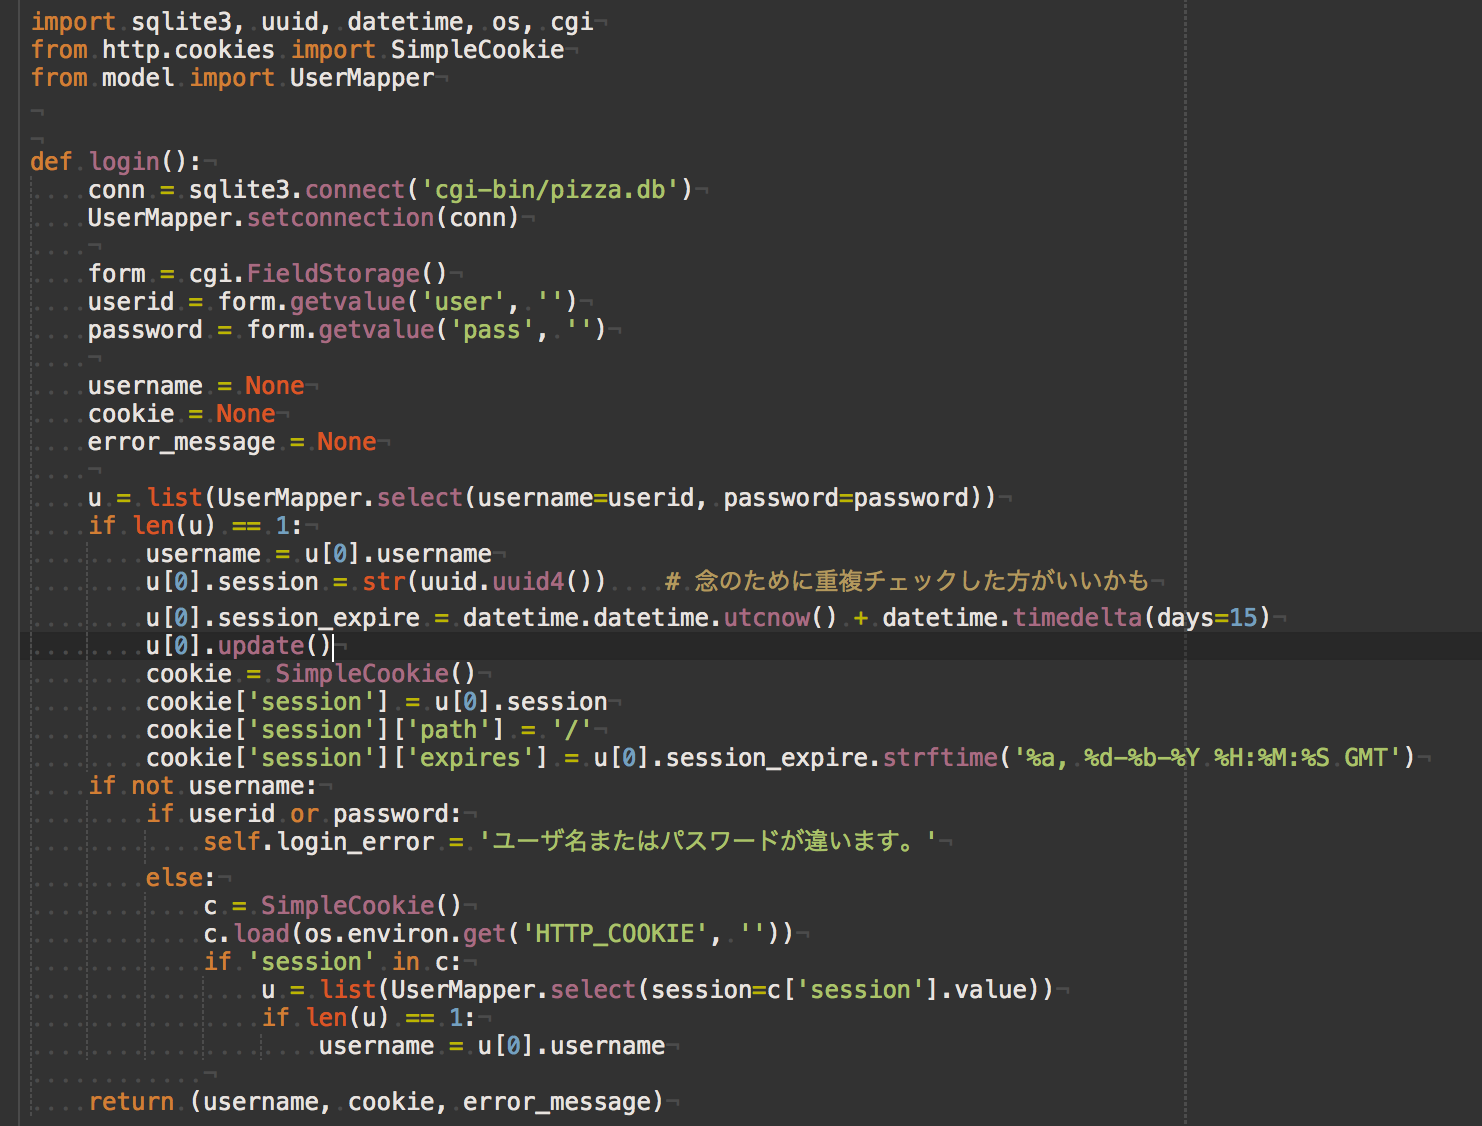 import sqlite3, uuid, datetime, os, cgi
from http.cookies import SimpleCookie
from model import UserMapper
def login():
    conn = sqlite3.connect('cgi-bin/pizza.db')
    UserMapper.setconnection(conn)
    form = cgi.FieldStorage()
    userid = form.getvalue('user', '')
    password = form.getvalue('pass', '')
    username = None
    cookie = None
    error_message = None
    u = list(UserMapper.select(username=userid, password=password))
    if len(u) == 1:
        username = u[0].username
        u[0].session = str(uuid.uuid4())    # 念のために重複チェックした方がいいかも
        u[0].session_expire = datetime.datetime.utcnow() + datetime.timedelta(days=15)
        u[0].update()
        cookie = SimpleCookie()
        cookie['session'] = u[0].session
        cookie['session']['path'] = '/'
        cookie['session']['expires'] = u[0].session_expire.strftime('%a, %d-%b-%Y %H:%M:%S GMT')
    if not username:
        if userid or password:
            self.login_error = 'ユーザ名またはパスワードが違います。'
        else:
            c = SimpleCookie()
            c.load(os.environ.get('HTTP_COOKIE', ''))
            if 'session' in c:
                u = list(UserMapper.select(session=c['session'].value))
                if len(u) == 1:
                    username = u[0].username
    return (username, cookie, error_message)